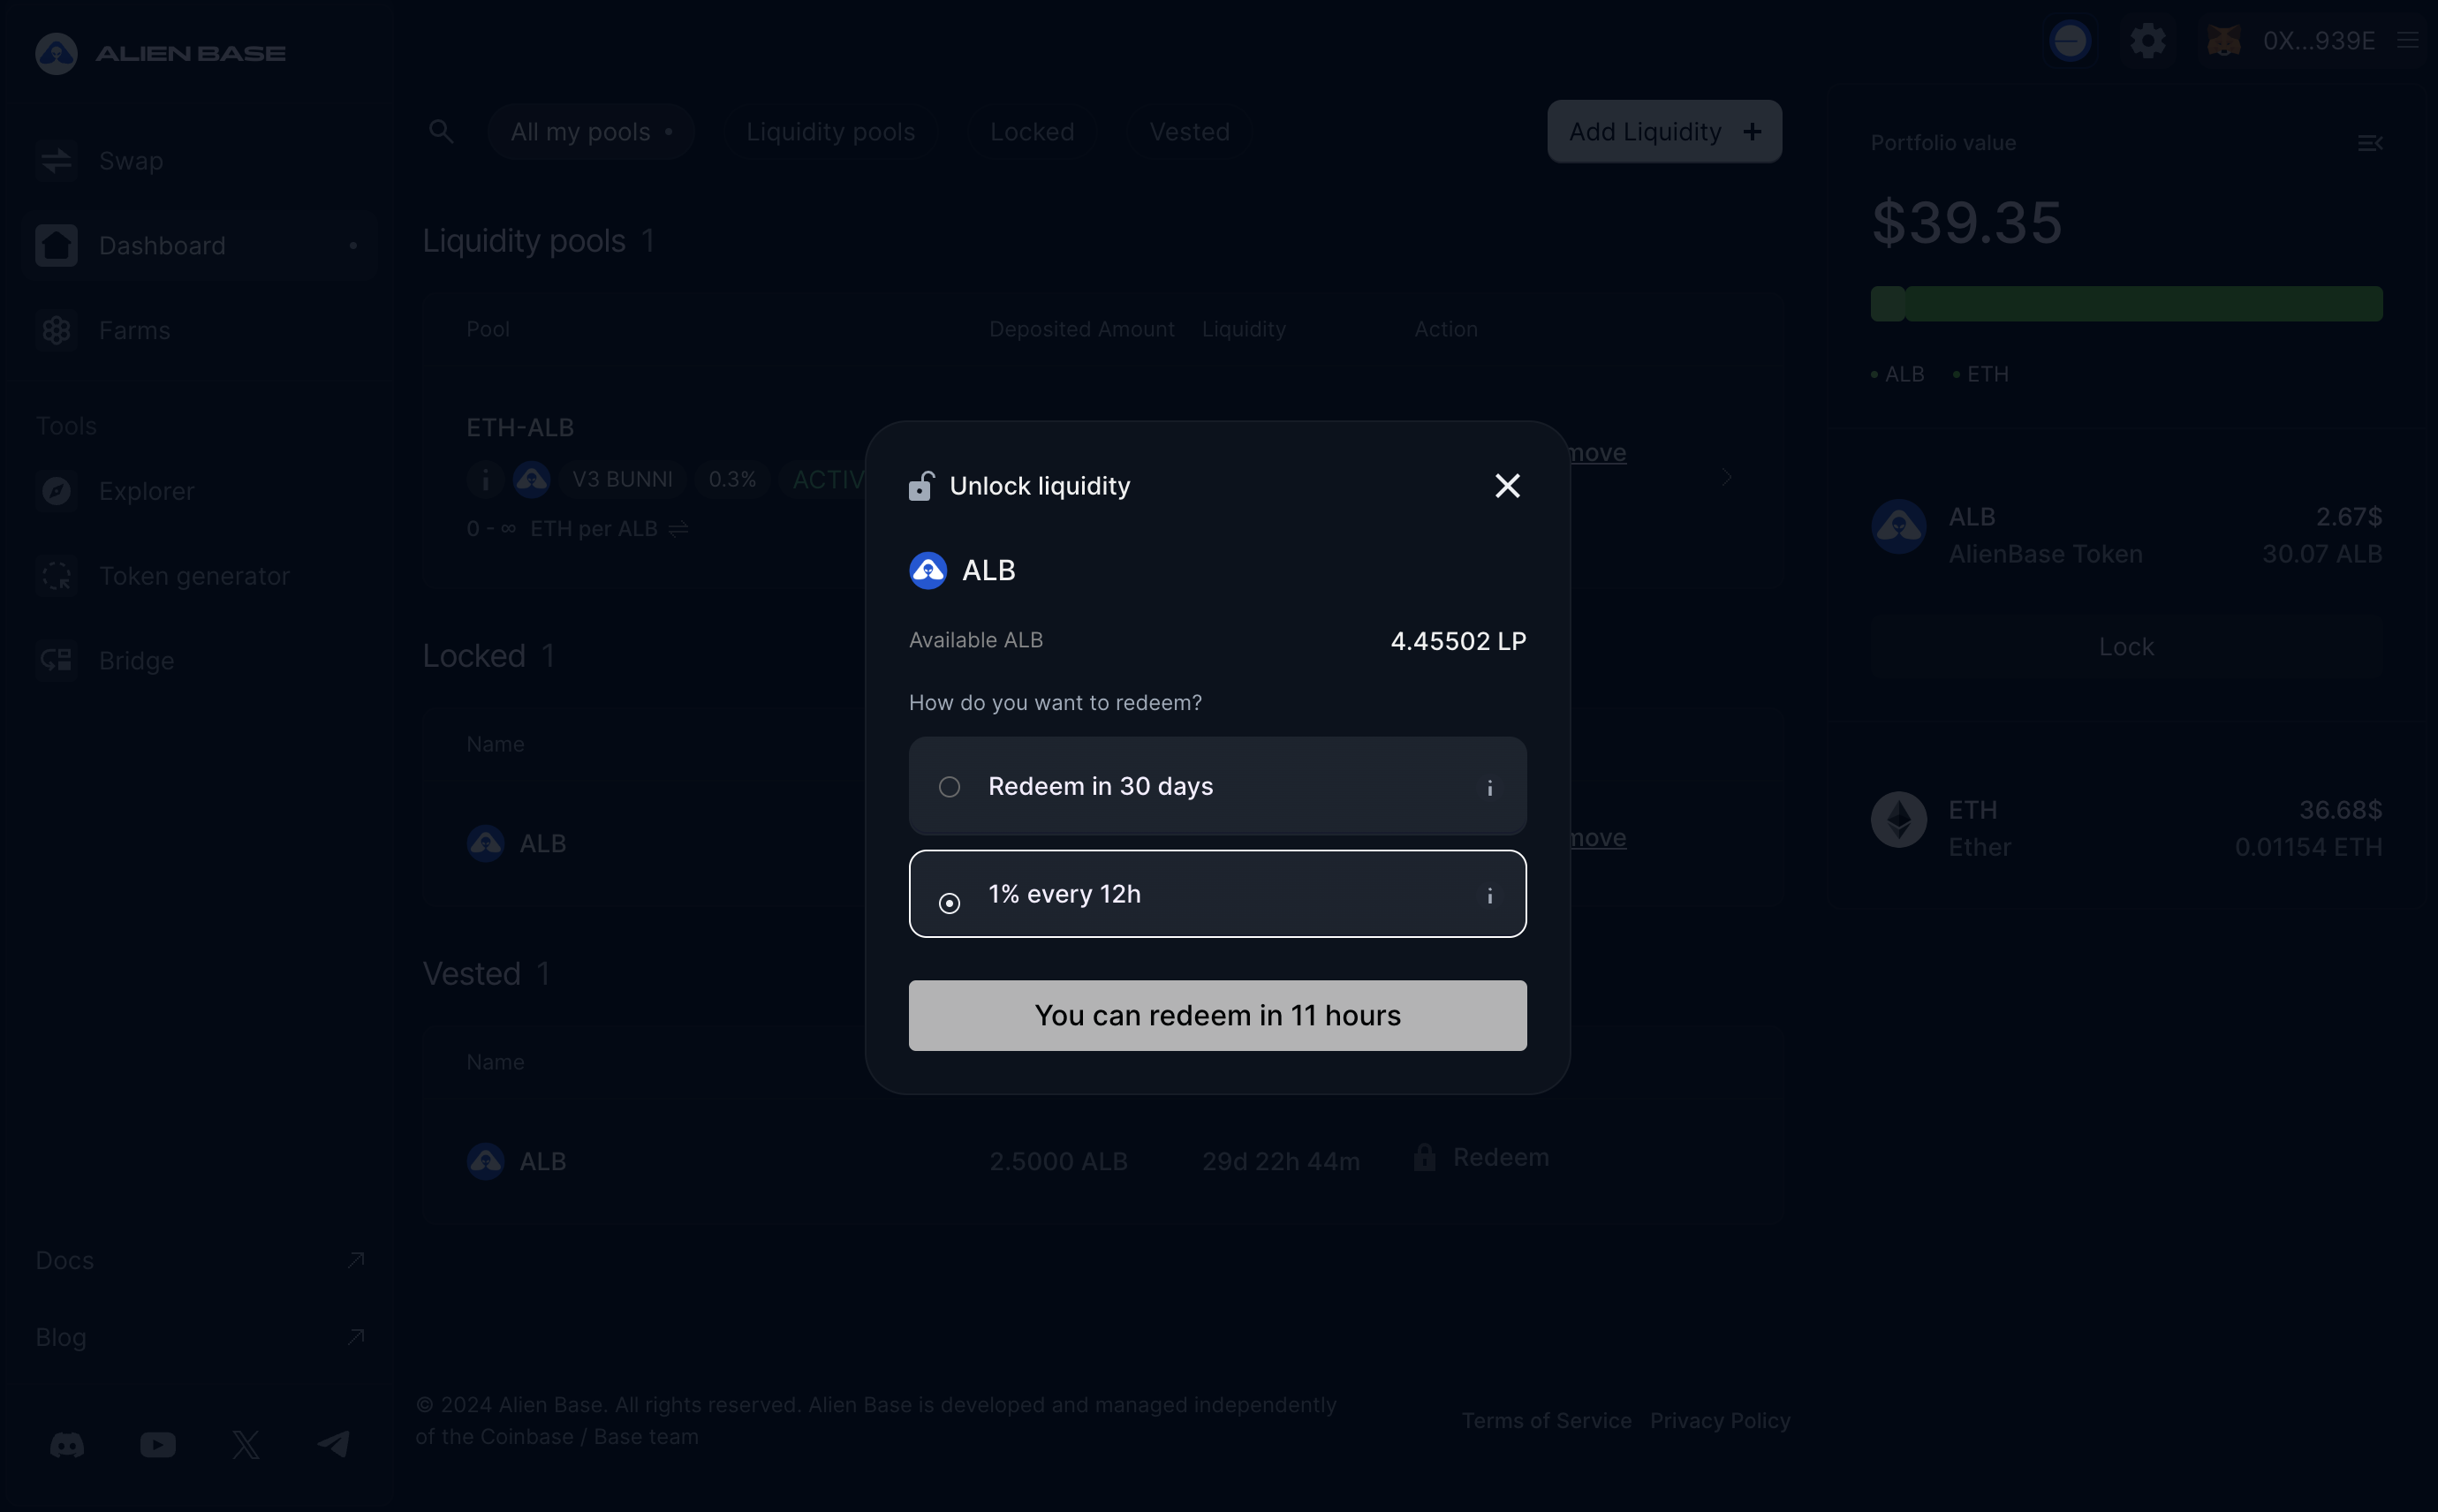 ALIEN BASE
0X...939E
Swap
Dashboard
Farms
Tools
Explorer
Token generator
Bridge
Docs
Blog
All my pools
Liquidity pools
Locked
Vested
Add Liquidity +
Liquidity pools 1
Pool
Deposited Amount
Liquidity
Action
ETH-ALB
V3 BUNNI
0.3%
ACTIV
move
0 - ∞ ETH per ALB
Locked 1
Name
ALB
move
Vested 1
Name
ALB
2.5000 ALB
29d 22h 44m
Redeem
Unlock liquidity
ALB
Available ALB
4.45502 LP
How do you want to redeem?
Redeem in 30 days
1% every 12h
You can redeem in 11 hours
Portfolio value
$39.35
ALB
ETH
ALB
2.67$
AlienBase Token
30.07 ALB
Lock
ETH
36.68$
Ether
0.01154 ETH
© 2024 Alien Base. All rights reserved. Alien Base is developed and managed independently
of the Coinbase / Base team
Terms of Service
Privacy Policy